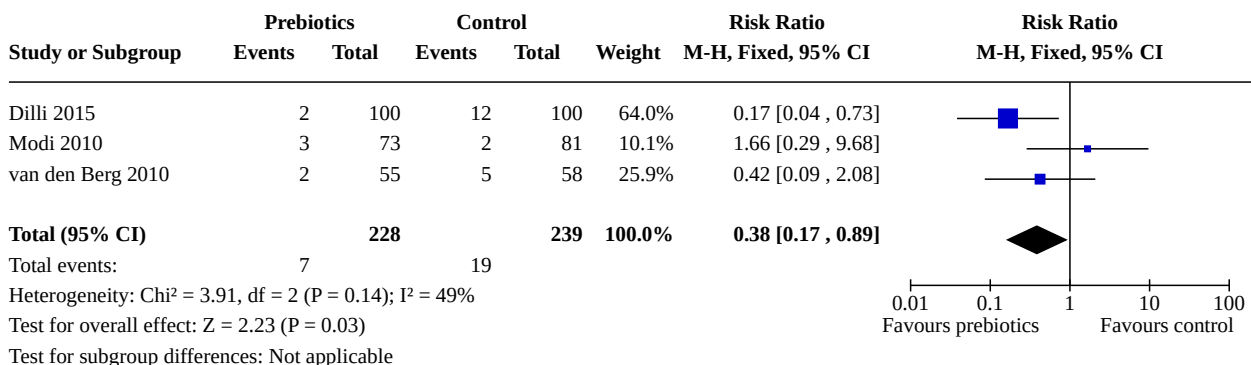 Prebiotics Control Risk Ratio Risk Ratio
Study or Subgroup Events Total Events Total Weight M-H, Fixed, 95% CI M-H, Fixed, 95% CI
Dilli 2015 2 100 12 100 64.0% 0.17 [0.04 , 0.73]
Modi 2010 3 73 2 81 10.1% 1.66 [0.29 , 9.68]
van den Berg 2010 2 55 5 58 25.9% 0.42 [0.09 , 2.08]
Total (95% CI) 228 239 100.0% 0.38 [0.17 , 0.89]
Total events: 7 19
Heterogeneity: Chi² = 3.91, df = 2 (P = 0.14); I² = 49%
Test for overall effect: Z = 2.23 (P = 0.03)
Test for subgroup differences: Not applicable
0.01 0.1 1 10 100
Favours prebiotics Favours control